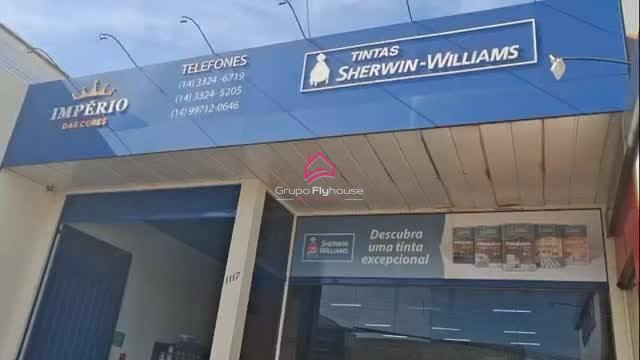 IMPÉRIO
DAS CORES
TELEFONES
(14) 3324-6719
(14) 3324-5205
(14) 99712-0646
TINTAS
SHERWIN-WILLIAMS
Grupo Flyhouse
1117
SHERWIN
WILLIAMS
Descubra
uma tinta
excepcional